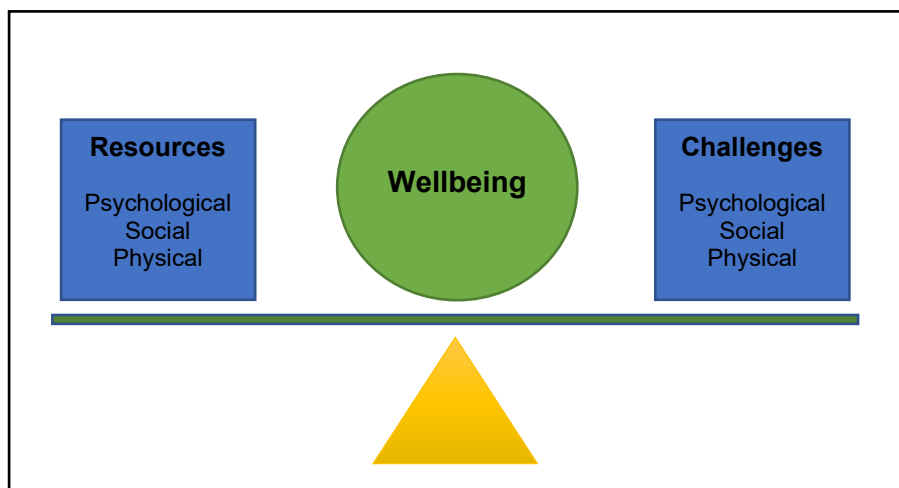 Resources
Psychological
Social
Physical
Wellbeing
Challenges
Psychological
Social
Physical